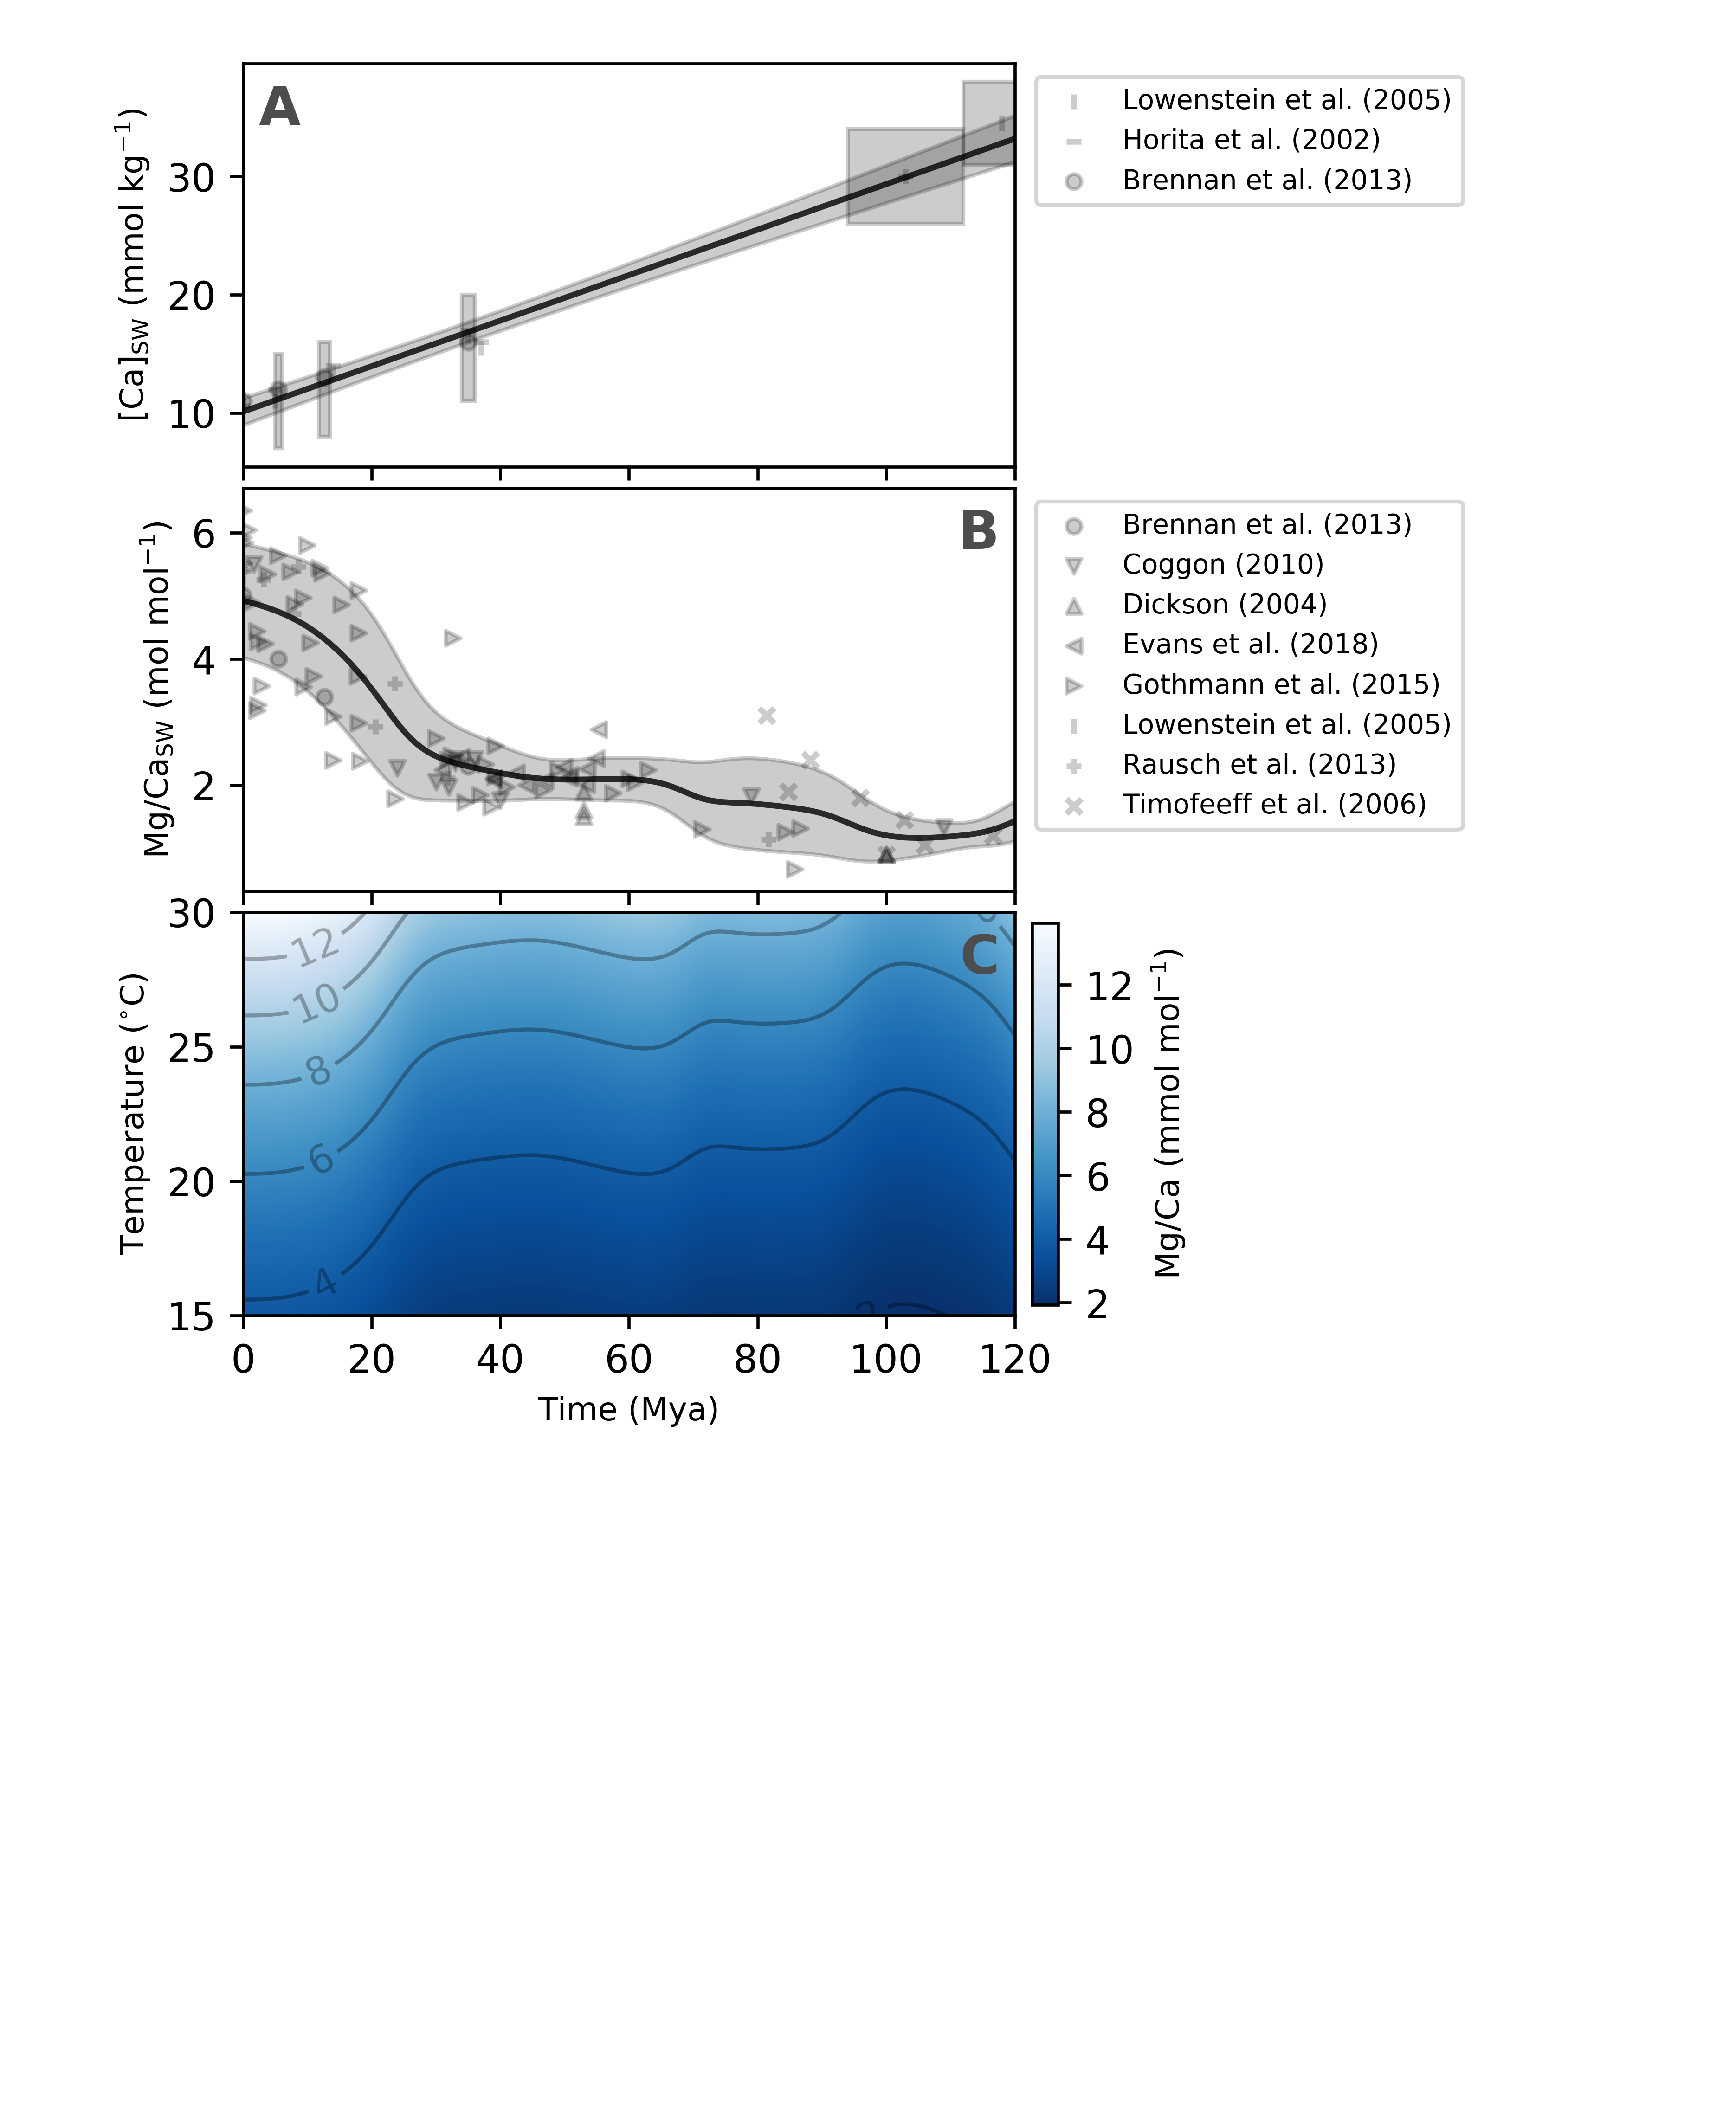 A
[Ca]SW (mmol kg⁻¹)
30
20
10
Lowenstein et al. (2005)
Horita et al. (2002)
Brennan et al. (2013)
B
Mg/CaSW (mol mol⁻¹)
6
4
2
Brennan et al. (2013)
Coggon (2010)
Dickson (2004)
Evans et al. (2018)
Gothmann et al. (2015)
Lowenstein et al. (2005)
Rausch et al. (2013)
Timofeeff et al. (2006)
C
Temperature (°C)
30
25
20
15
12
10
8
6
4
0 20 40 60 80 100 120
Time (Mya)
12
10
8
6
4
2
Mg/Ca (mmol mol⁻¹)